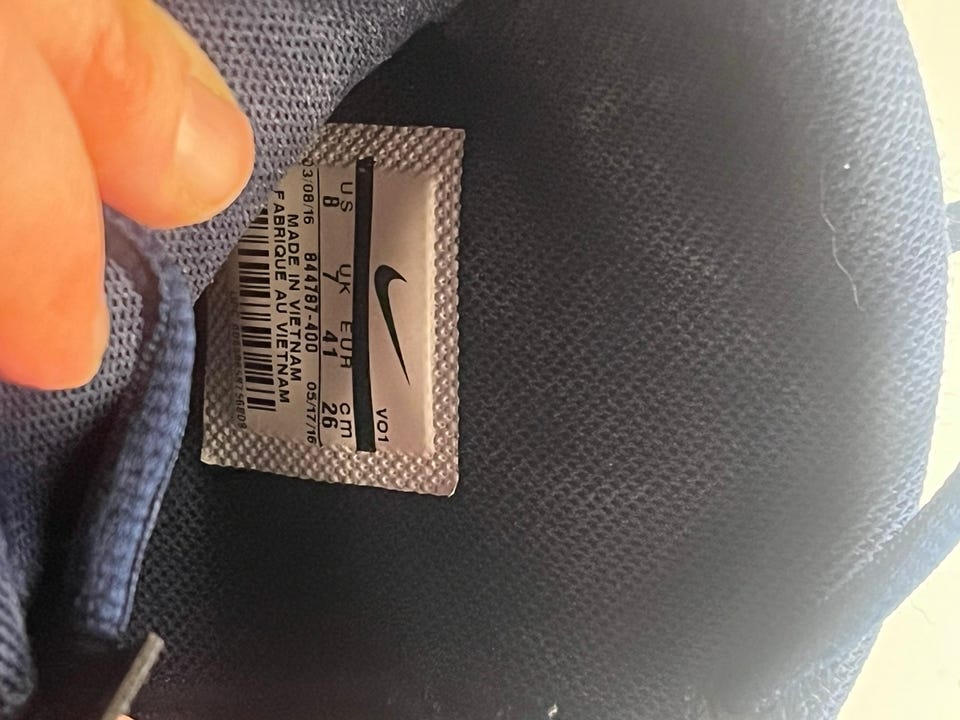 VO1
US UK EUR cm
8 7 41 26
03/08/16 844787-400 05/17/16
MADE IN VIETNAM
FABRIQUE AU VIETNAM